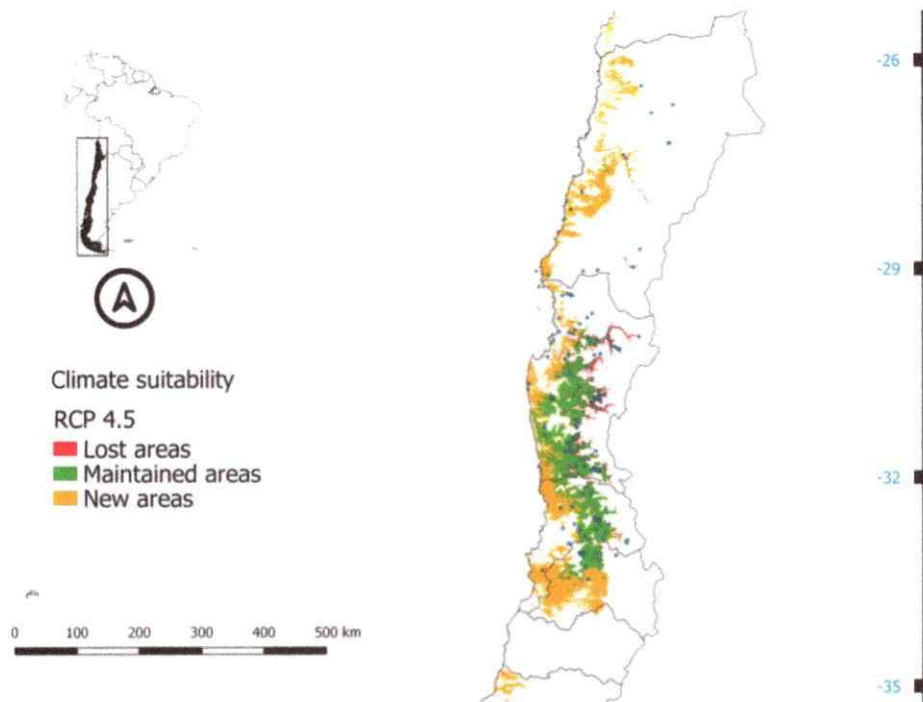 Climate suitability
RCP 4.5
Lost areas
Maintained areas
New areas
0 100 200 300 400 500 km
-26
-29
-32
-35